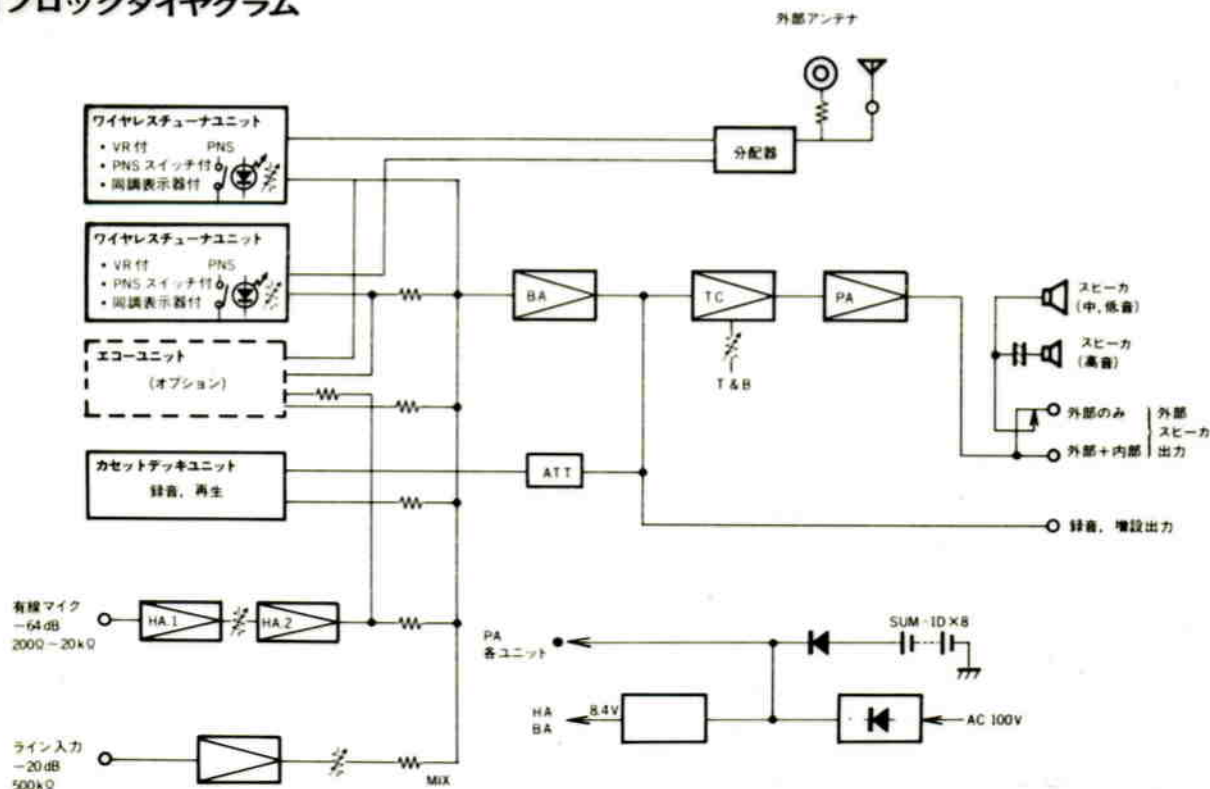 ブロックダイヤグラム
外部アンテナ
ワイヤレスチューナユニット
• VR付 PNS
• PNSスイッチ付
• 同調表示器付
分配器
ワイヤレスチューナユニット
• VR付 PNS
• PNSスイッチ付
• 同調表示器付
BA
TC
PA
T & B
スピーカ
(中,低音)
スピーカ
(高音)
エコーユニット
(オプション)
外部のみ
外部+内部
外部
スピーカ
出力
カセットデッキユニット
録音, 再生
ATT
録音, 増設出力
有線マイク
-64dB
200Ω-20kΩ
HA.1
HA.2
PA
各ユニット
SUM-1D×8
HA
BA
8.4V
AC 100V
ライン入力
-20dB
500kΩ
MIX